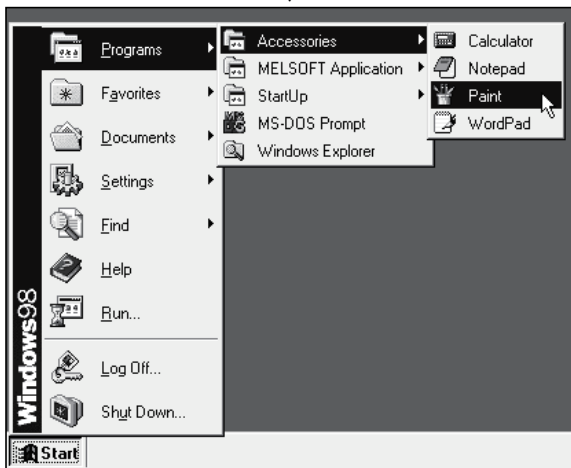 Programs
Favorites
Documents
Settings
Find
Help
Run...
Log Off...
Shut Down...
Windows98
Start
Accessories
MELSOFT Application
StartUp
MS-DOS Prompt
Windows Explorer
Calculator
Notepad
Paint
WordPad